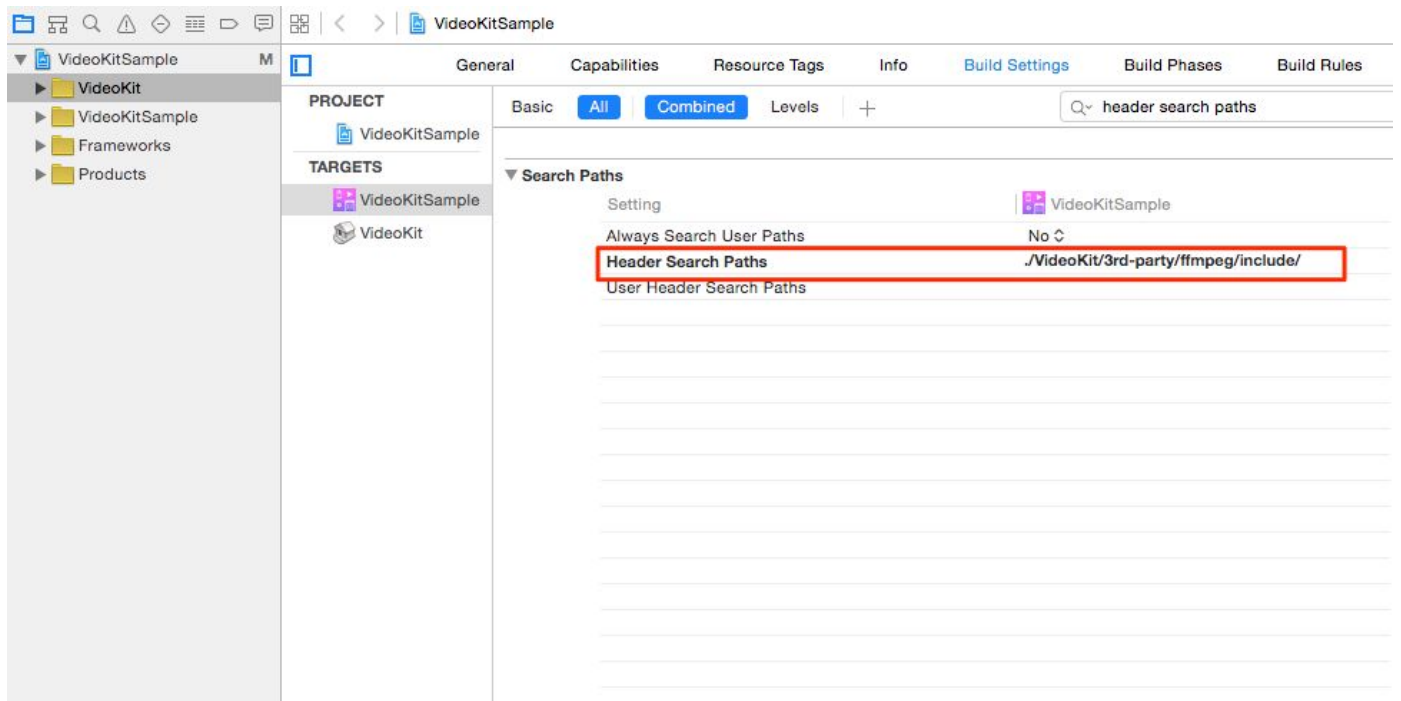 VideoKitSample
VideoKitSample M
VideoKit
VideoKitSample
Frameworks
Products
General Capabilities Resource Tags Info Build Settings Build Phases Build Rules
PROJECT
VideoKitSample
TARGETS
VideoKitSample
VideoKit
Basic All Combined Levels + header search paths
Search Paths
Setting VideoKitSample
Always Search User Paths No
Header Search Paths ./VideoKit/3rd-party/ffmpeg/include/
User Header Search Paths